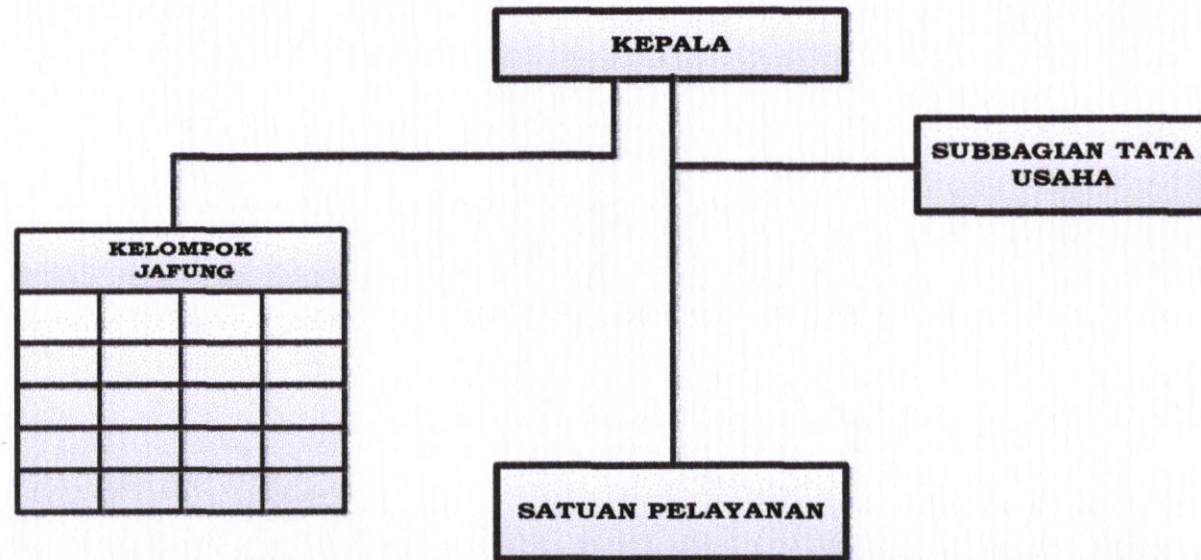 KEPALA
SUBBAGIAN TATA
USAHA
KELOMPOK
JAFUNG
SATUAN PELAYANAN